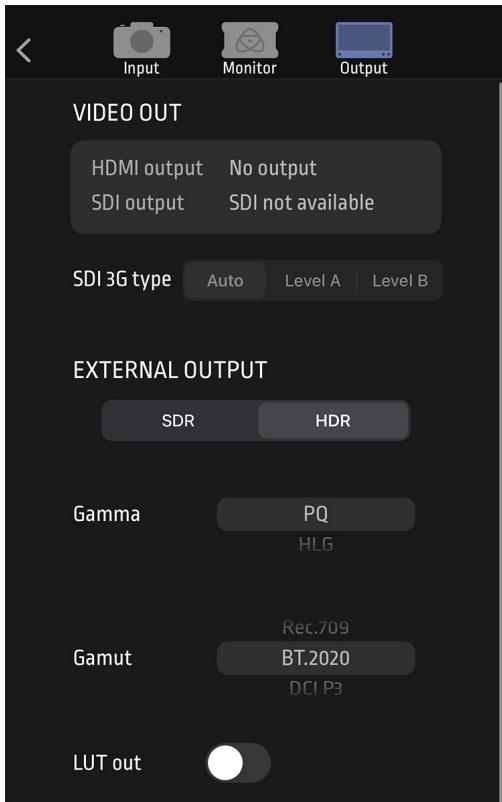 Input Monitor Output
VIDEO OUT
HDMI output No output
SDI output SDI not available
SDI 3G type Auto Level A Level B
EXTERNAL OUTPUT
SDR HDR
Gamma PQ
HLG
Rec.709
Gamut BT.2020
DCI P3
LUT out